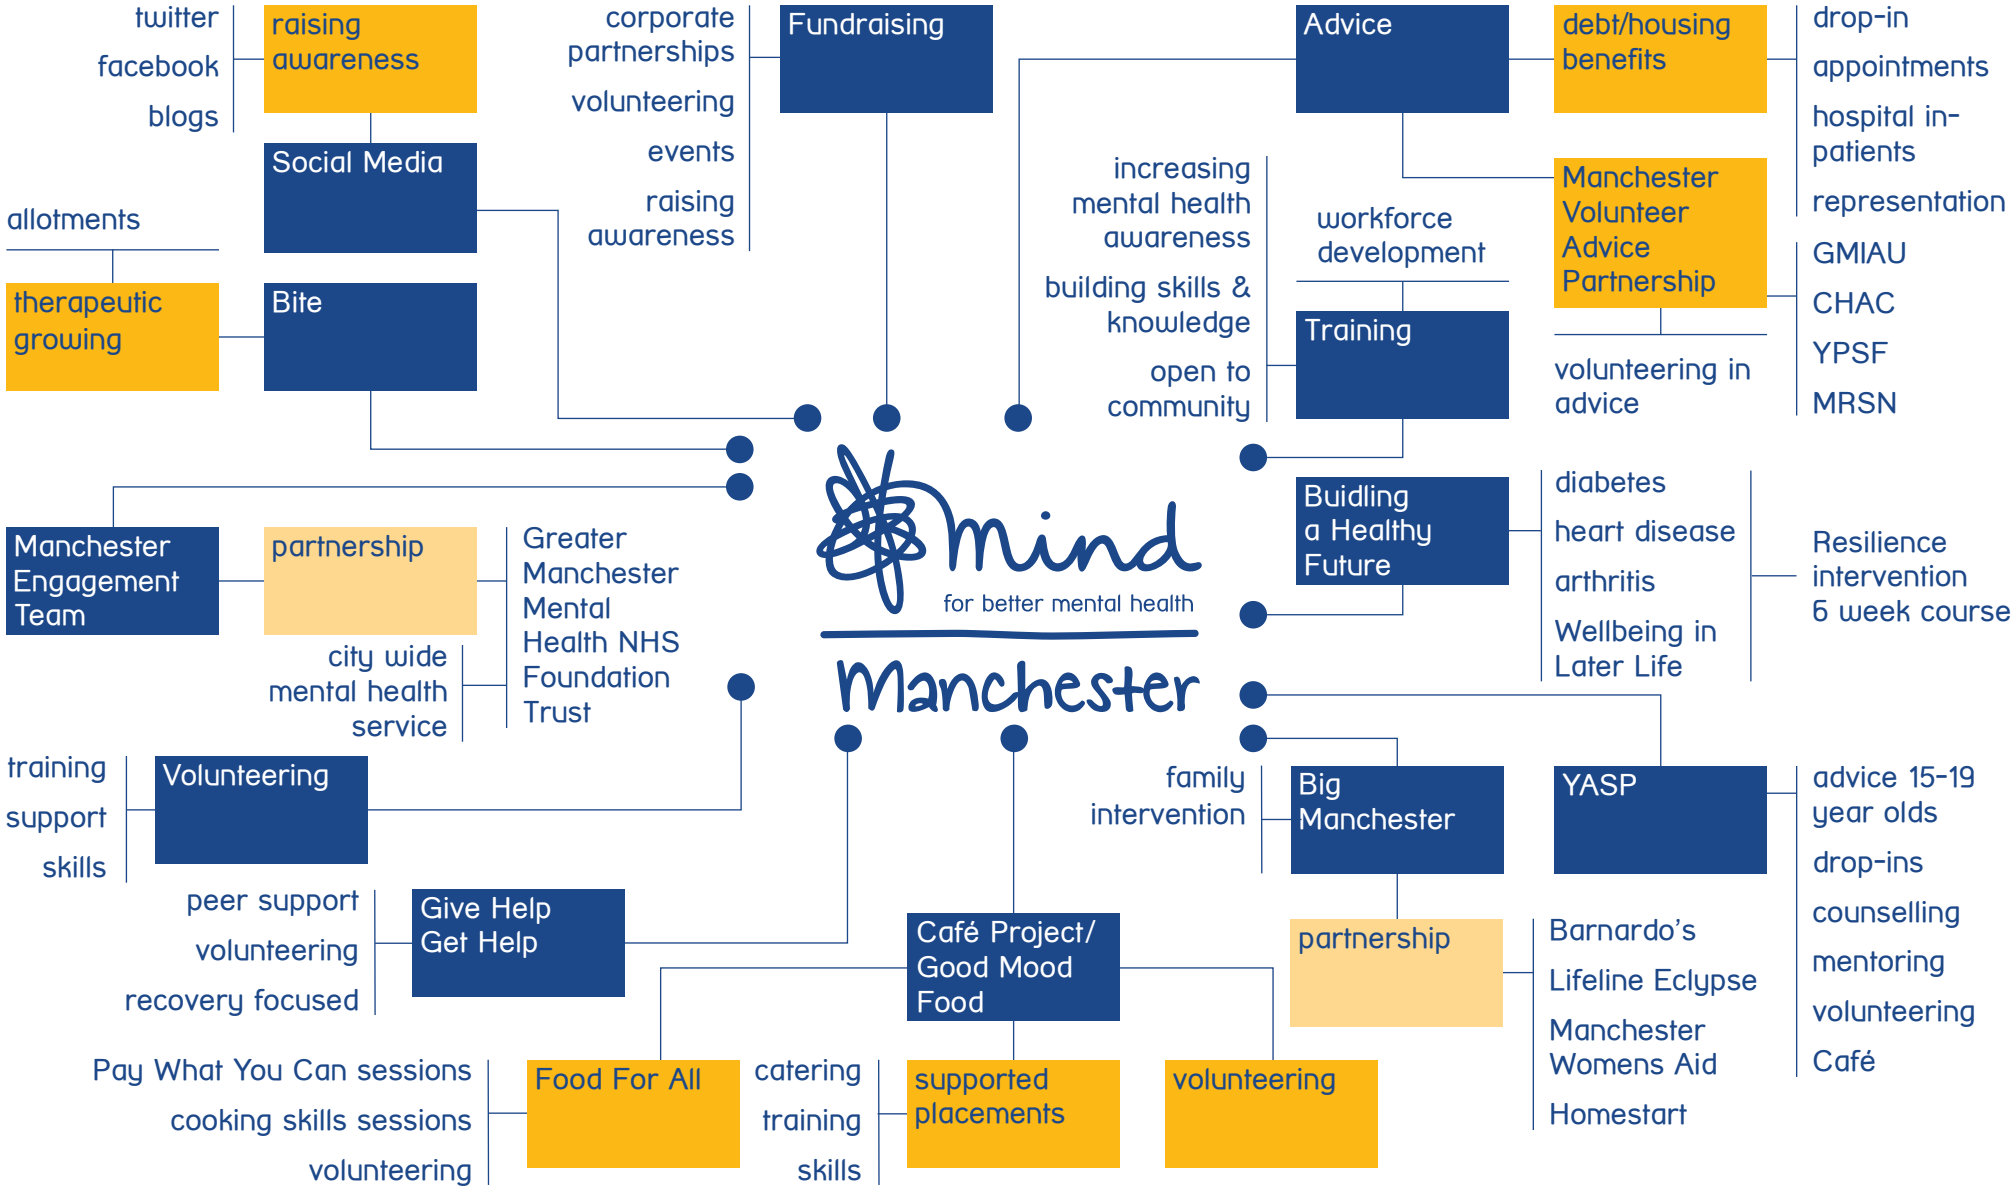 twitter
facebook
blogs
raising
awareness
Social Media
allotments
therapeutic
growing
Bite
corporate
partnerships
volunteering
events
raising
awareness
Fundraising
Advice
debt/housing
benefits
drop-in
appointments
hospital in-
patients
representation
Manchester
Volunteer
Advice
Partnership
GMIAU
CHAC
YPSF
MRSN
volunteering in
advice
increasing
mental health
awareness
building skills &
knowledge
open to
community
workforce
development
Training
mind
for better mental health
Manchester
Buidling
a Healthy
Future
diabetes
heart disease
arthritis
Wellbeing in
Later Life
Resilience
intervention
6 week course
Manchester
Engagement
Team
partnership
Greater
Manchester
Mental
Health NHS
Foundation
Trust
city wide
mental health
service
training
support
skills
Volunteering
peer support
volunteering
recovery focused
Give Help
Get Help
Café Project/
Good Mood
Food
Pay What You Can sessions
cooking skills sessions
volunteering
Food For All
catering
training
skills
supported
placements
volunteering
family
intervention
Big
Manchester
partnership
Barnardo's
Lifeline Eclypse
Manchester
Womens Aid
Homestart
YASP
advice 15-19
year olds
drop-ins
counselling
mentoring
volunteering
Café